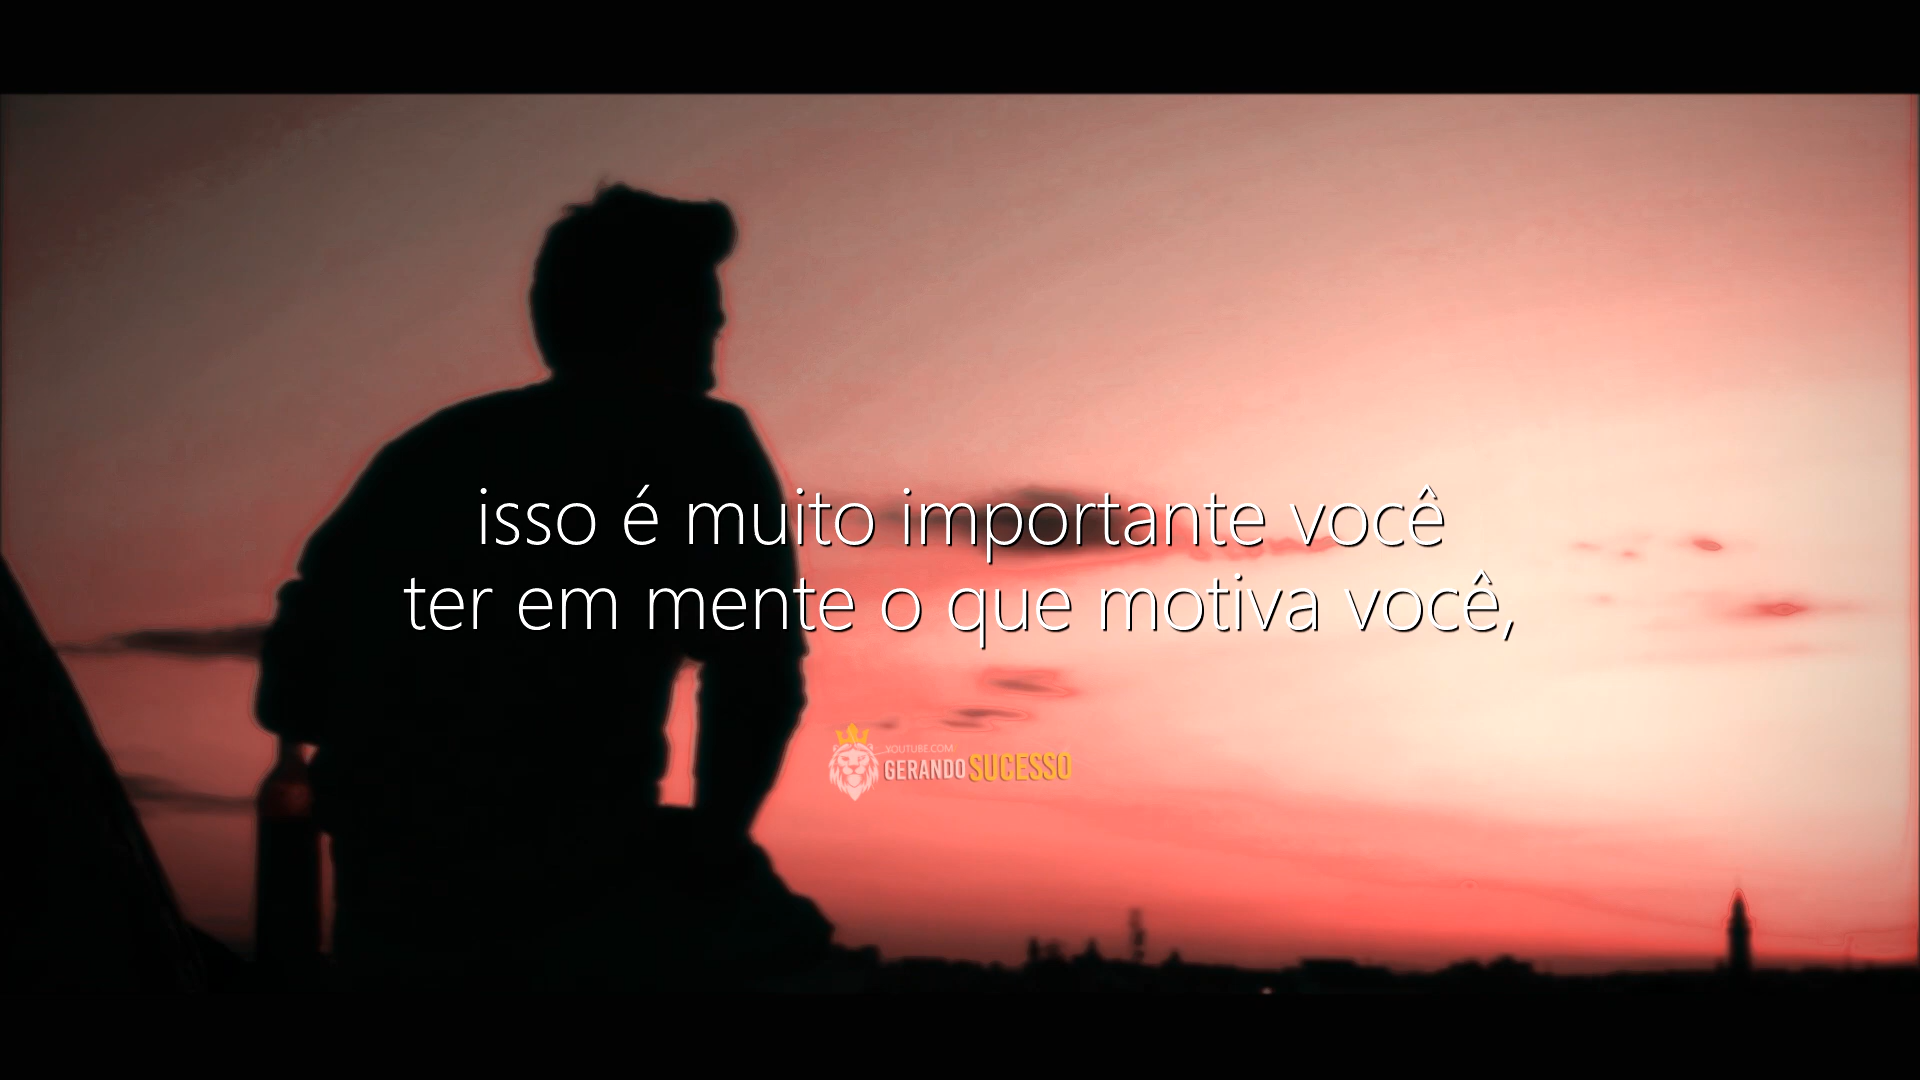 isso é muito importante você
ter em mente o que motiva você,
YOUTUBE.COM
GERANDO SUCESSO